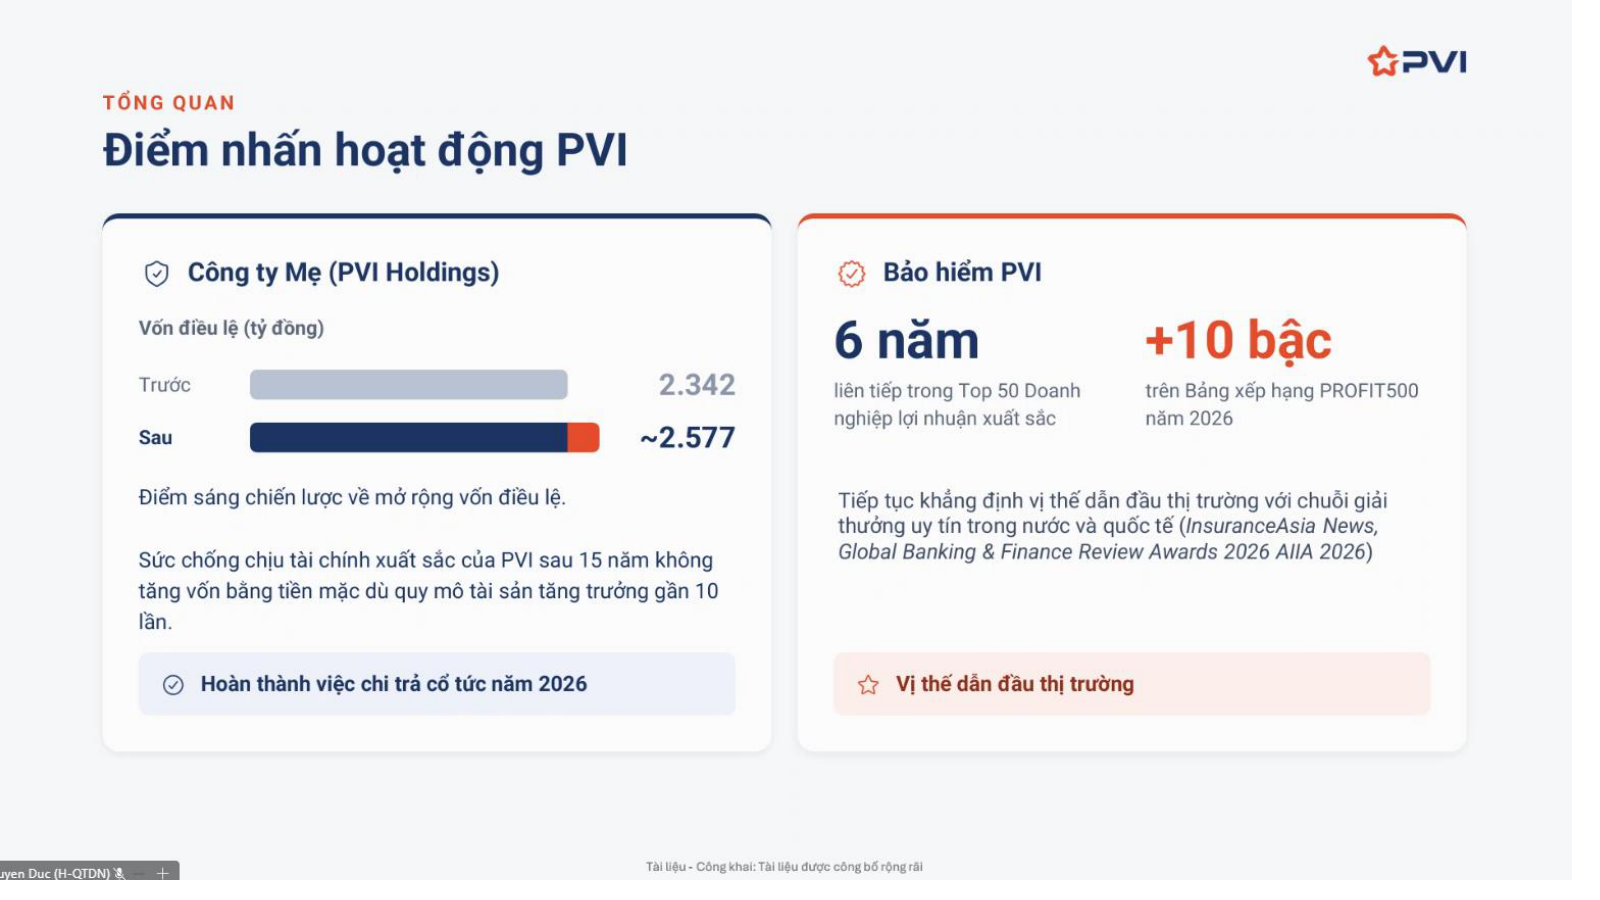 PVI
TỔNG QUAN
Điểm nhấn hoạt động PVI
Công ty Mẹ (PVI Holdings)
Vốn điều lệ (tỷ đồng)
Trước 2.342
Sau ~2.577
Điểm sáng chiến lược về mở rộng vốn điều lệ.
Sức chống chịu tài chính xuất sắc của PVI sau 15 năm không
tăng vốn bằng tiền mặc dù quy mô tài sản tăng trưởng gần 10
lần.
Hoàn thành việc chi trả cổ tức năm 2026
Bảo hiểm PVI
6 năm
liên tiếp trong Top 50 Doanh
nghiệp lợi nhuận xuất sắc
+10 bậc
trên Bảng xếp hạng PROFIT500
năm 2026
Tiếp tục khẳng định vị thế dẫn đầu thị trường với chuỗi giải
thưởng uy tín trong nước và quốc tế (InsuranceAsia News,
Global Banking & Finance Review Awards 2026 AIIA 2026)
Vị thế dẫn đầu thị trường
Tài liệu - Công khai: Tài liệu được công bố rộng rãi
uyen Duc (H-QTDN)